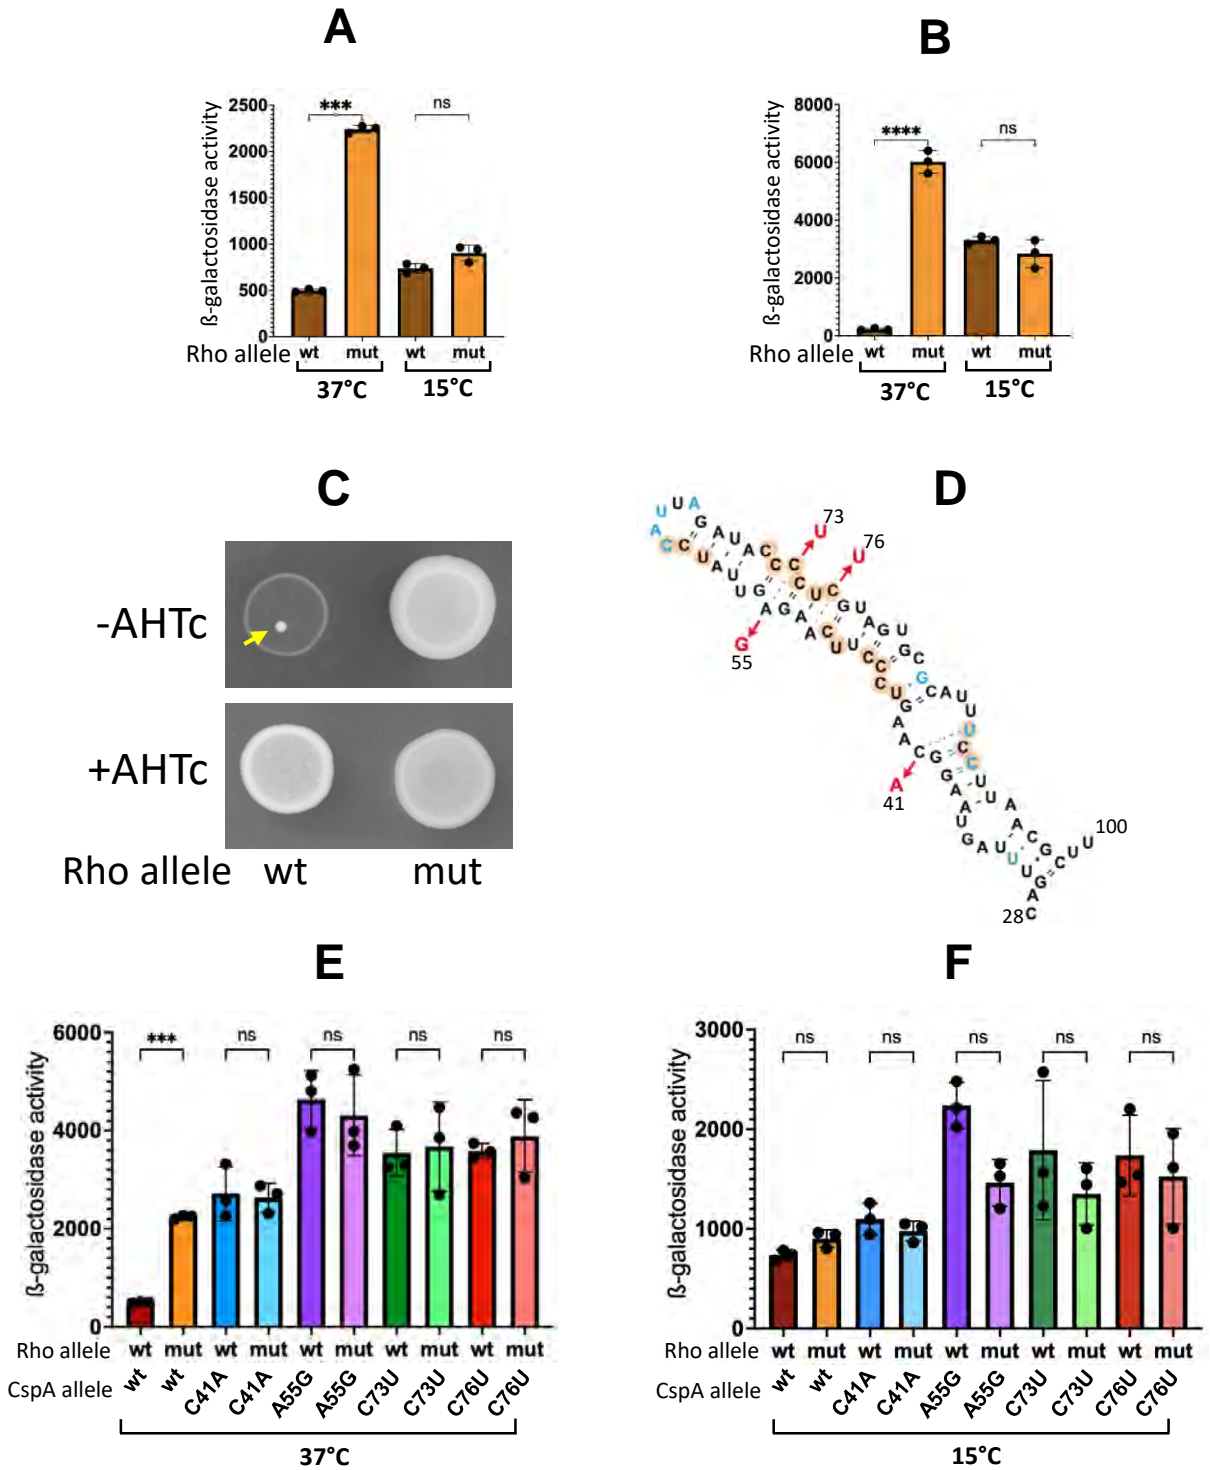 A
B
ß-galactosidase activity
2500
2000
1500
1000
500
0
***
ns
Rho allele wt mut wt mut
37°C 15°C
ß-galactosidase activity
8000
6000
4000
2000
0
****
ns
Rho allele wt mut wt mut
37°C 15°C
C
-AHTc
+AHTc
Rho allele wt mut
D
73
U
76
U
G
55
A
41
100
28
E
ß-galactosidase activity
6000
4000
2000
0
*** ns ns ns ns
Rho allele wt mut wt mut wt mut wt mut wt mut
CspA allele wt wt C41A C41A A55G A55G C73U C73U C76U C76U
37°C
F
ß-galactosidase activity
3000
2000
1000
0
ns ns ns ns ns
Rho allele wt mut wt mut wt mut wt mut wt mut
CspA allele wt wt C41A C41A A55G A55G C73U C73U C76U C76U
15°C